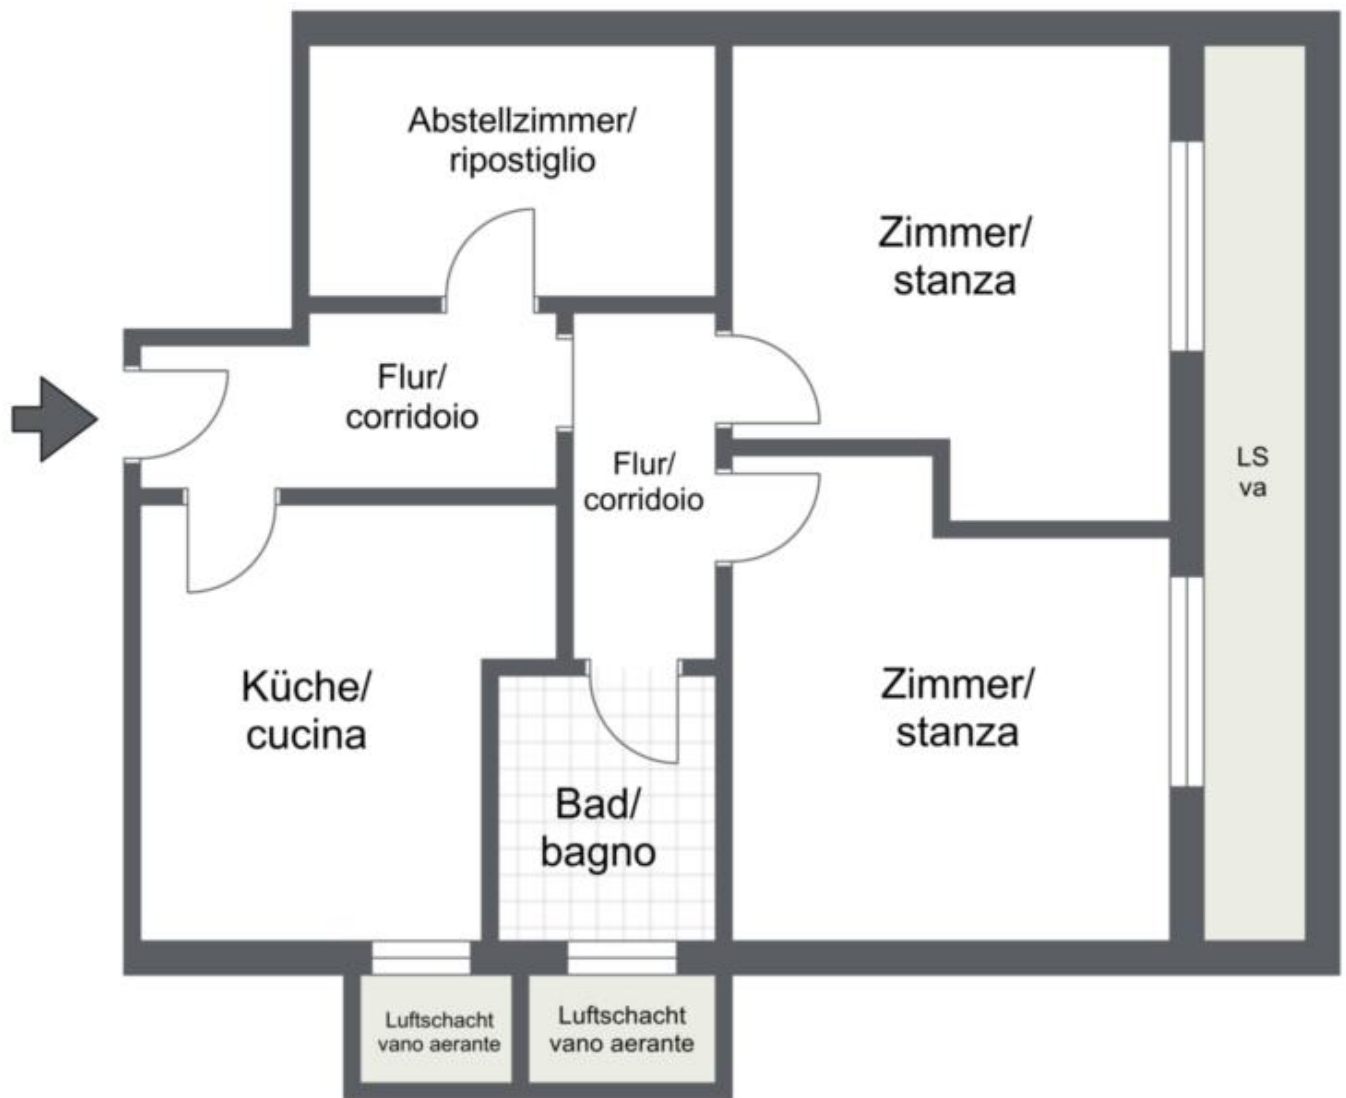 Abstellzimmer/
ripostiglio
Zimmer/
stanza
Flur/
corridoio
Flur/
corridoio
LS
va
Küche/
cucina
Zimmer/
stanza
Bad/
bagno
Luftschacht
vano aerante
Luftschacht
vano aerante